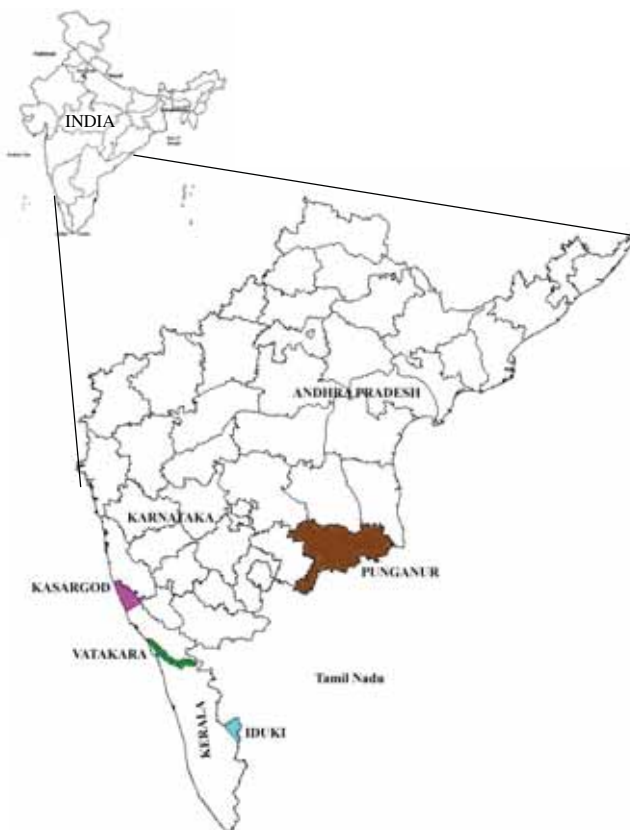 INDIA
ANDHRA PRADESH
KARNATAKA
PUNGANUR
KASARGOD
VATAKARA
Tamil Nadu
KERALA
IDUKI